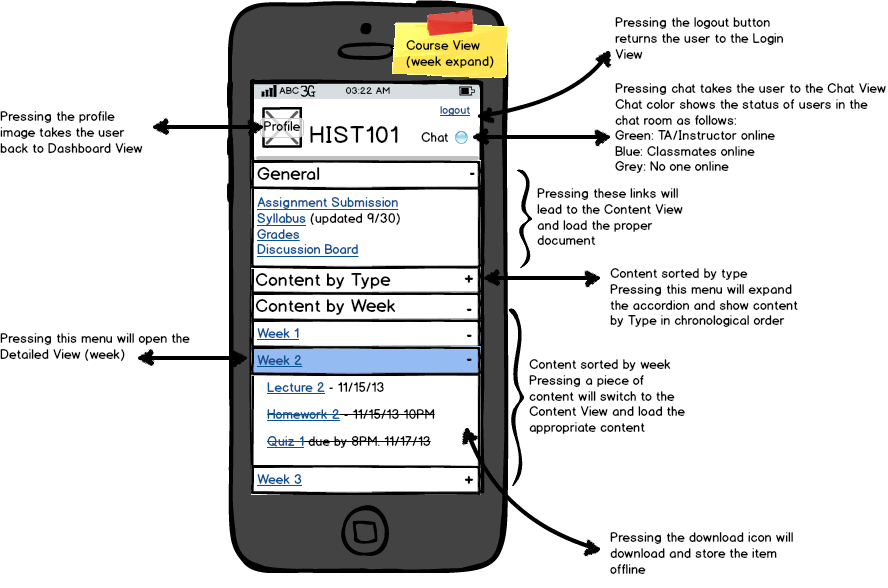 Course View
(week expand)
Pressing the logout button
returns the user to the Login
View
ABC 3G 03:22 AM
logout
Profile
HIST101
Chat
Pressing the profile
image takes the user
back to Dashboard View
Pressing chat takes the user to the Chat View
Chat color shows the status of users in the
chat room as follows:
Green: TA/Instructor online
Blue: Classmates online
Grey: No one online
General -
Assignment Submission
Syllabus (updated 9/30)
Grades
Discussion Board
Pressing these links will
lead to the Content View
and load the proper
document
Content by Type +
Content sorted by type
Pressing this menu will expand
the accordion and show content
by Type in chronological order
Content by Week -
Week 1 -
Pressing this menu will open the
Detailed View (week)
Week 2 -
Lecture 2 - 11/15/13
Homework 2 - 11/15/13 10PM
Quiz 1 due by 8PM. 11/17/13
Content sorted by week
Pressing a piece of
content will switch to the
Content View and load the
appropriate content
Week 3 +
Pressing the download icon will
download and store the item
offline